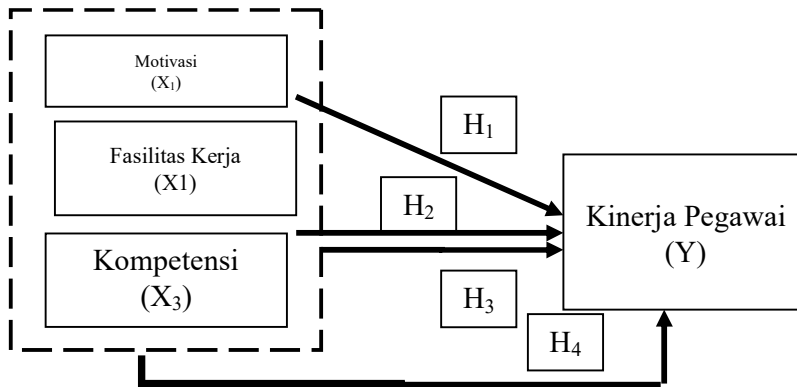 Motivasi
(X₁)
H₁
Fasilitas Kerja
(X1)
H₂
Kinerja Pegawai
(Y)
Kompetensi
(X₃)
H₃
H₄